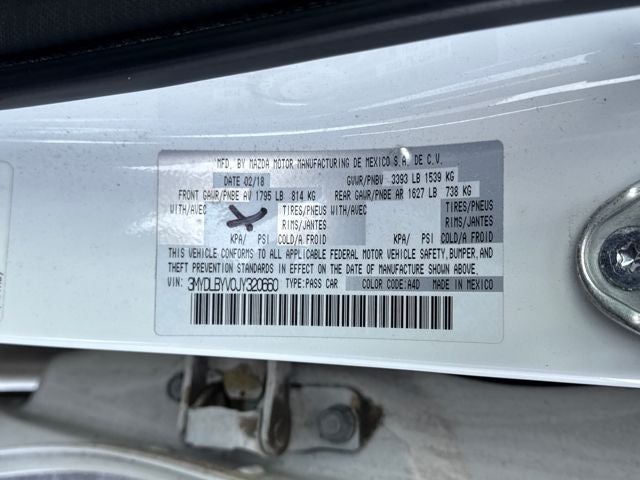 MFD. BY MAZDA MOTOR MANUFACTURING DE MEXICO S.A. DE C.V.
DATE 02/18 GVWR/PNBV 3393 LB 1539 KG
FRONT GAWR/PNBE AV 1795 LB 814 KG REAR GAWR/PNBE AR 1627 LB 738 KG
WITH/AVEC TIRES/PNEUS WITH/AVEC TIRES/PNEUS
RIMS/JANTES RIMS/JANTES
KPA/ PSI COLD/A FROID KPA/ PSI COLD/A FROID
THIS VEHICLE CONFORMS TO ALL APPLICABLE FEDERAL MOTOR VEHICLE SAFETY,
BUMPER, AND THEFT PREVENTION STANDARDS IN EFFECT ON THE DATE OF MANUFACTURE SHOWN ABOVE.
VIN: 3MYDLBYV0JY320660 TYPE:PASS CAR COLOR CODE: A4D MADE IN MEXICO